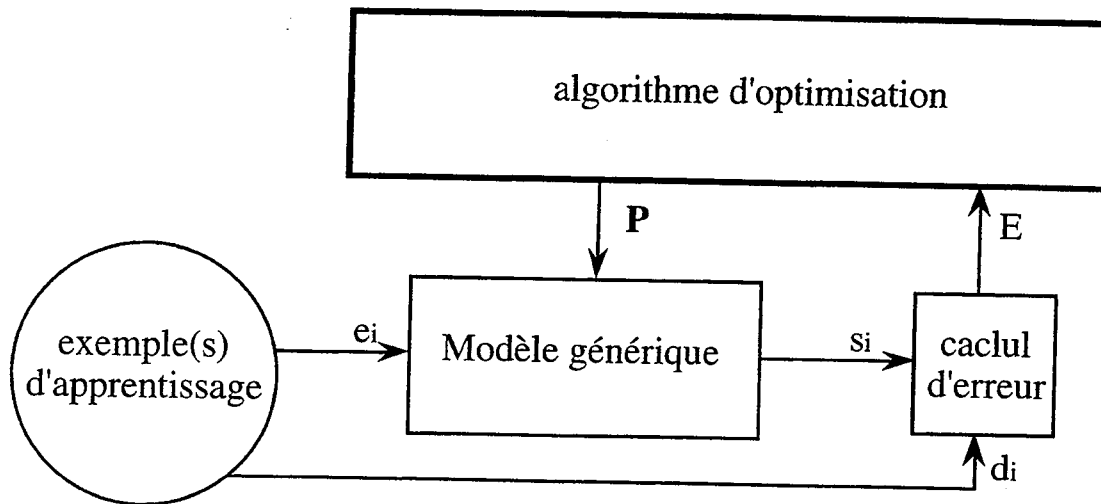 algorithme d'optimisation
P
E
exemple(s)
d'apprentissage
ei
Modèle générique
si
caclul
d'erreur
di